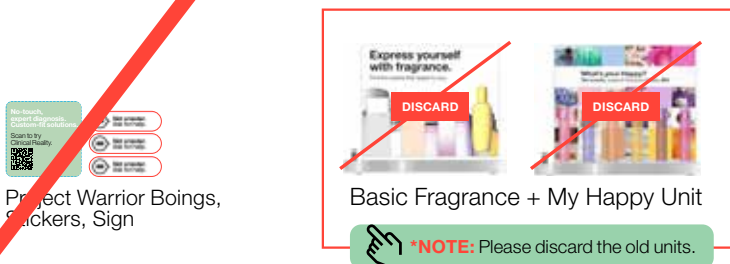 No-touch,
expert diagnosis.
Custom-fit solutions.
Scan to try
Clinical Reality.
Project Warrior Boings,
Stickers, Sign
Express yourself
with fragrance.
DISCARD
What's your Happy?
DISCARD
Basic Fragrance + My Happy Unit
*NOTE: Please discard the old units.